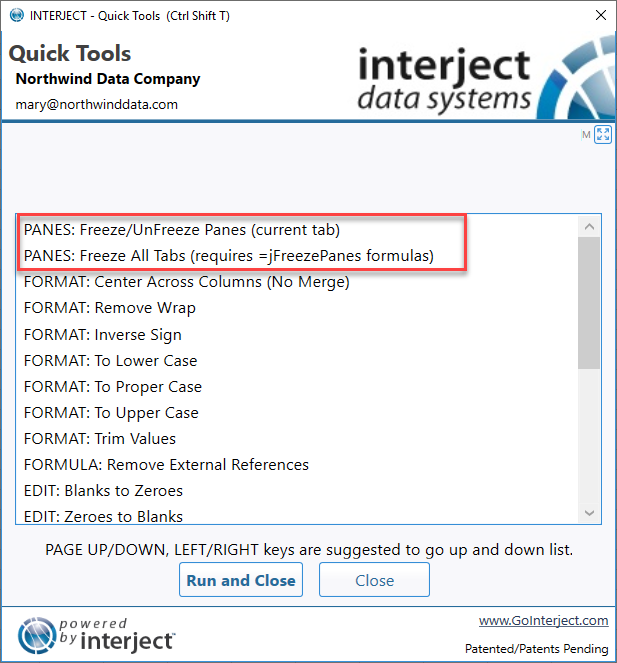 INTERJECT - Quick Tools (Ctrl Shift T)
Quick Tools
Northwind Data Company
mary@northwinddata.com
interject
data systems
M
PANES: Freeze/UnFreeze Panes (current tab)
PANES: Freeze All Tabs (requires =jFreezePanes formulas)
FORMAT: Center Across Columns (No Merge)
FORMAT: Remove Wrap
FORMAT: Inverse Sign
FORMAT: To Lower Case
FORMAT: To Proper Case
FORMAT: To Upper Case
FORMAT: Trim Values
FORMULA: Remove External References
EDIT: Blanks to Zeroes
EDIT: Zeroes to Blanks
PAGE UP/DOWN, LEFT/RIGHT keys are suggested to go up and down list.
Run and Close
Close
powered
by interject™
www.GoInterject.com
Patented/Patents Pending